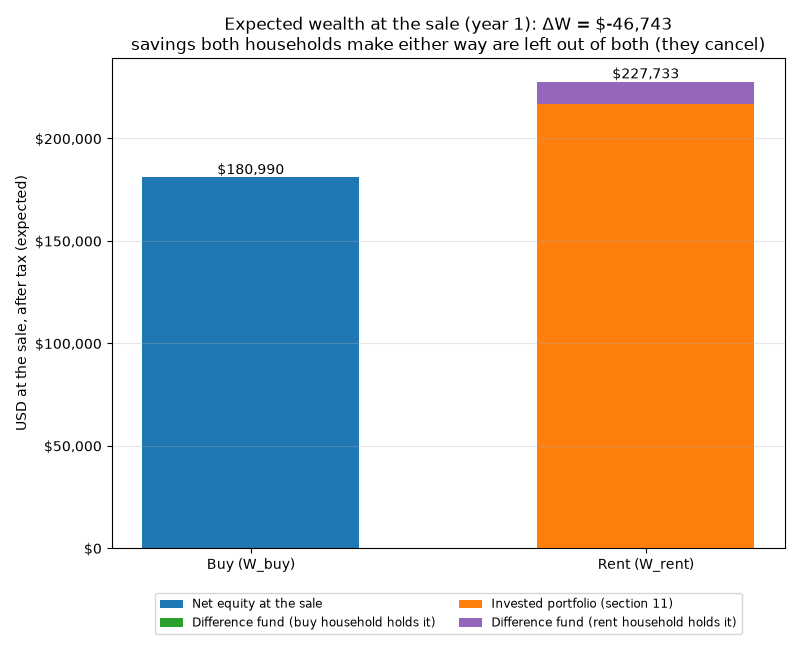 Expected wealth at the sale (year 1): ΔW = $-46,743
savings both households make either way are left out of both (they cancel)
USD at the sale, after tax (expected)
$200,000
$150,000
$100,000
$50,000
$0
$180,990
$227,733
Buy (W_buy)
Rent (W_rent)
Net equity at the sale
Difference fund (buy household holds it)
Invested portfolio (section 11)
Difference fund (rent household holds it)